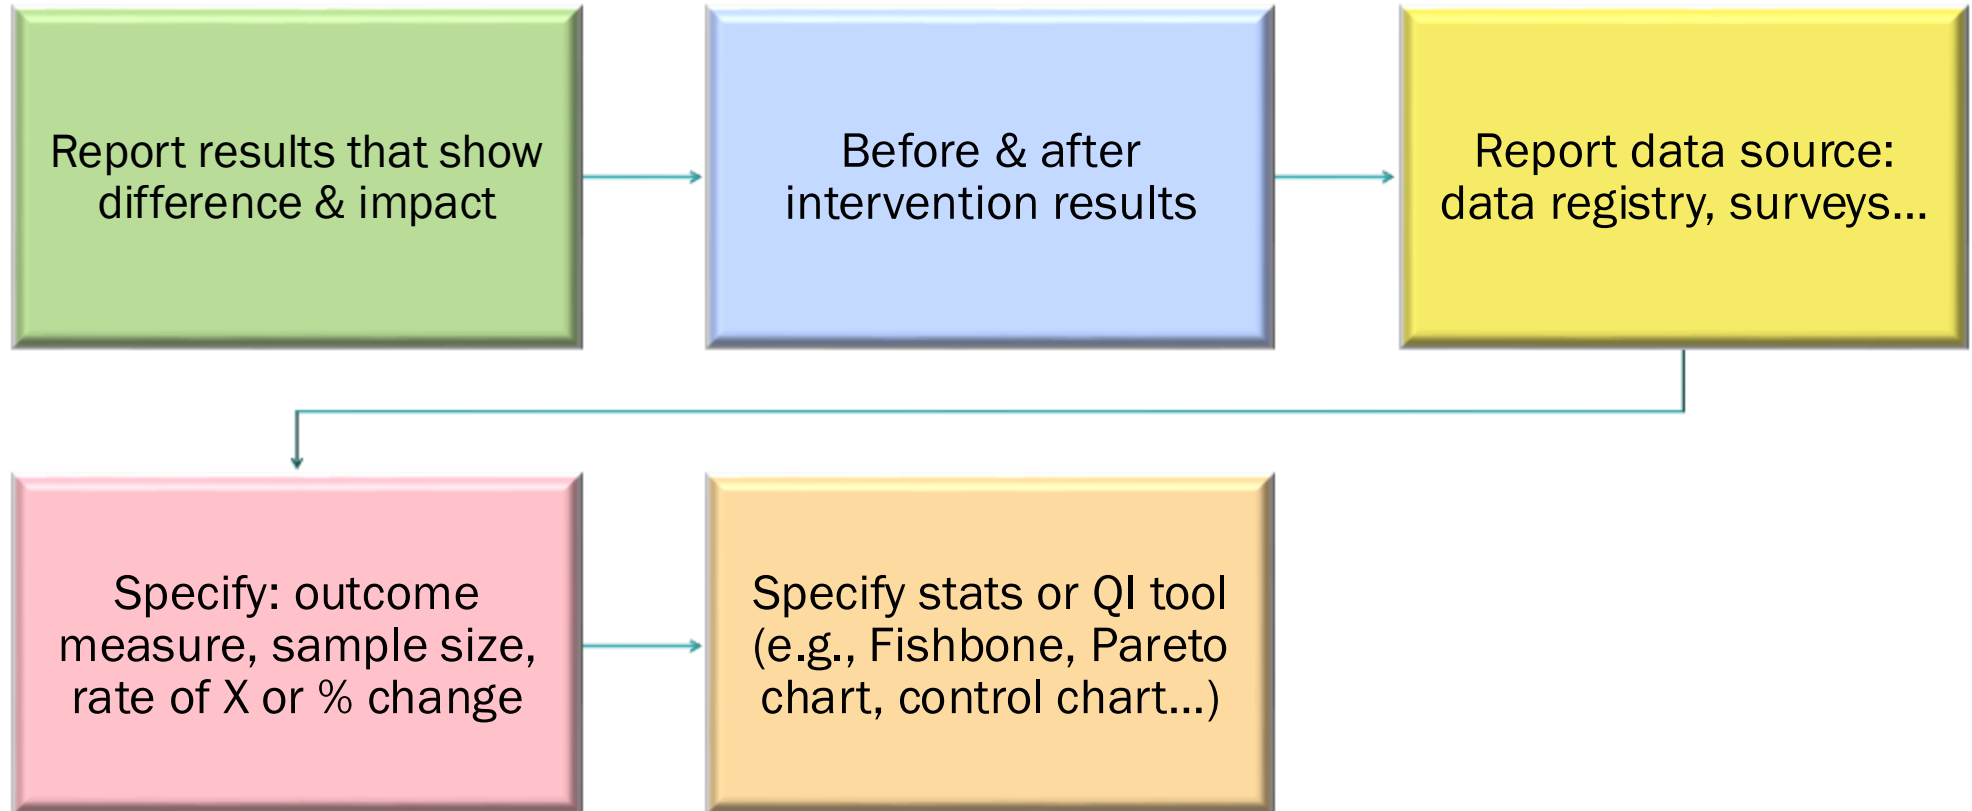 Report results that show
difference & impact
Before & after
intervention results
Report data source:
data registry, surveys...
Specify: outcome
measure, sample size,
rate of X or % change
Specify stats or QI tool
(e.g., Fishbone, Pareto
chart, control chart...)